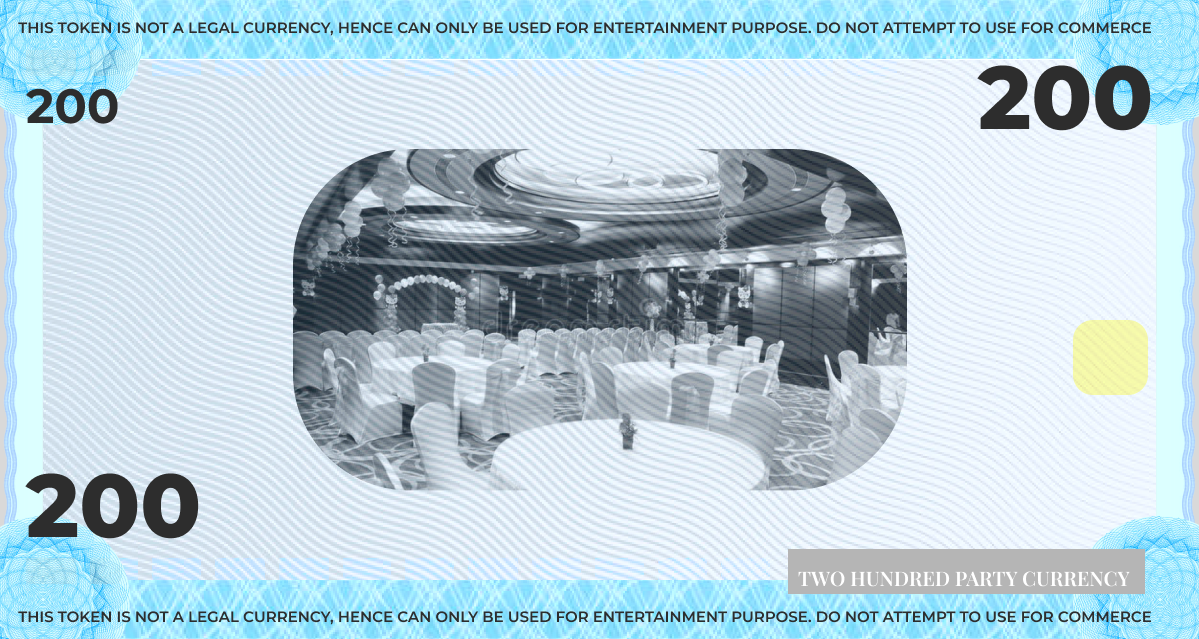 THIS TOKEN IS NOT A LEGAL CURRENCY, HENCE CAN ONLY BE USED FOR ENTERTAINMENT PURPOSE. DO NOT ATTEMPT TO USE FOR COMMERCE
200
200
200
TWO HUNDRED PARTY CURRENCY
THIS TOKEN IS NOT A LEGAL CURRENCY, HENCE CAN ONLY BE USED FOR ENTERTAINMENT PURPOSE. DO NOT ATTEMPT TO USE FOR COMMERCE